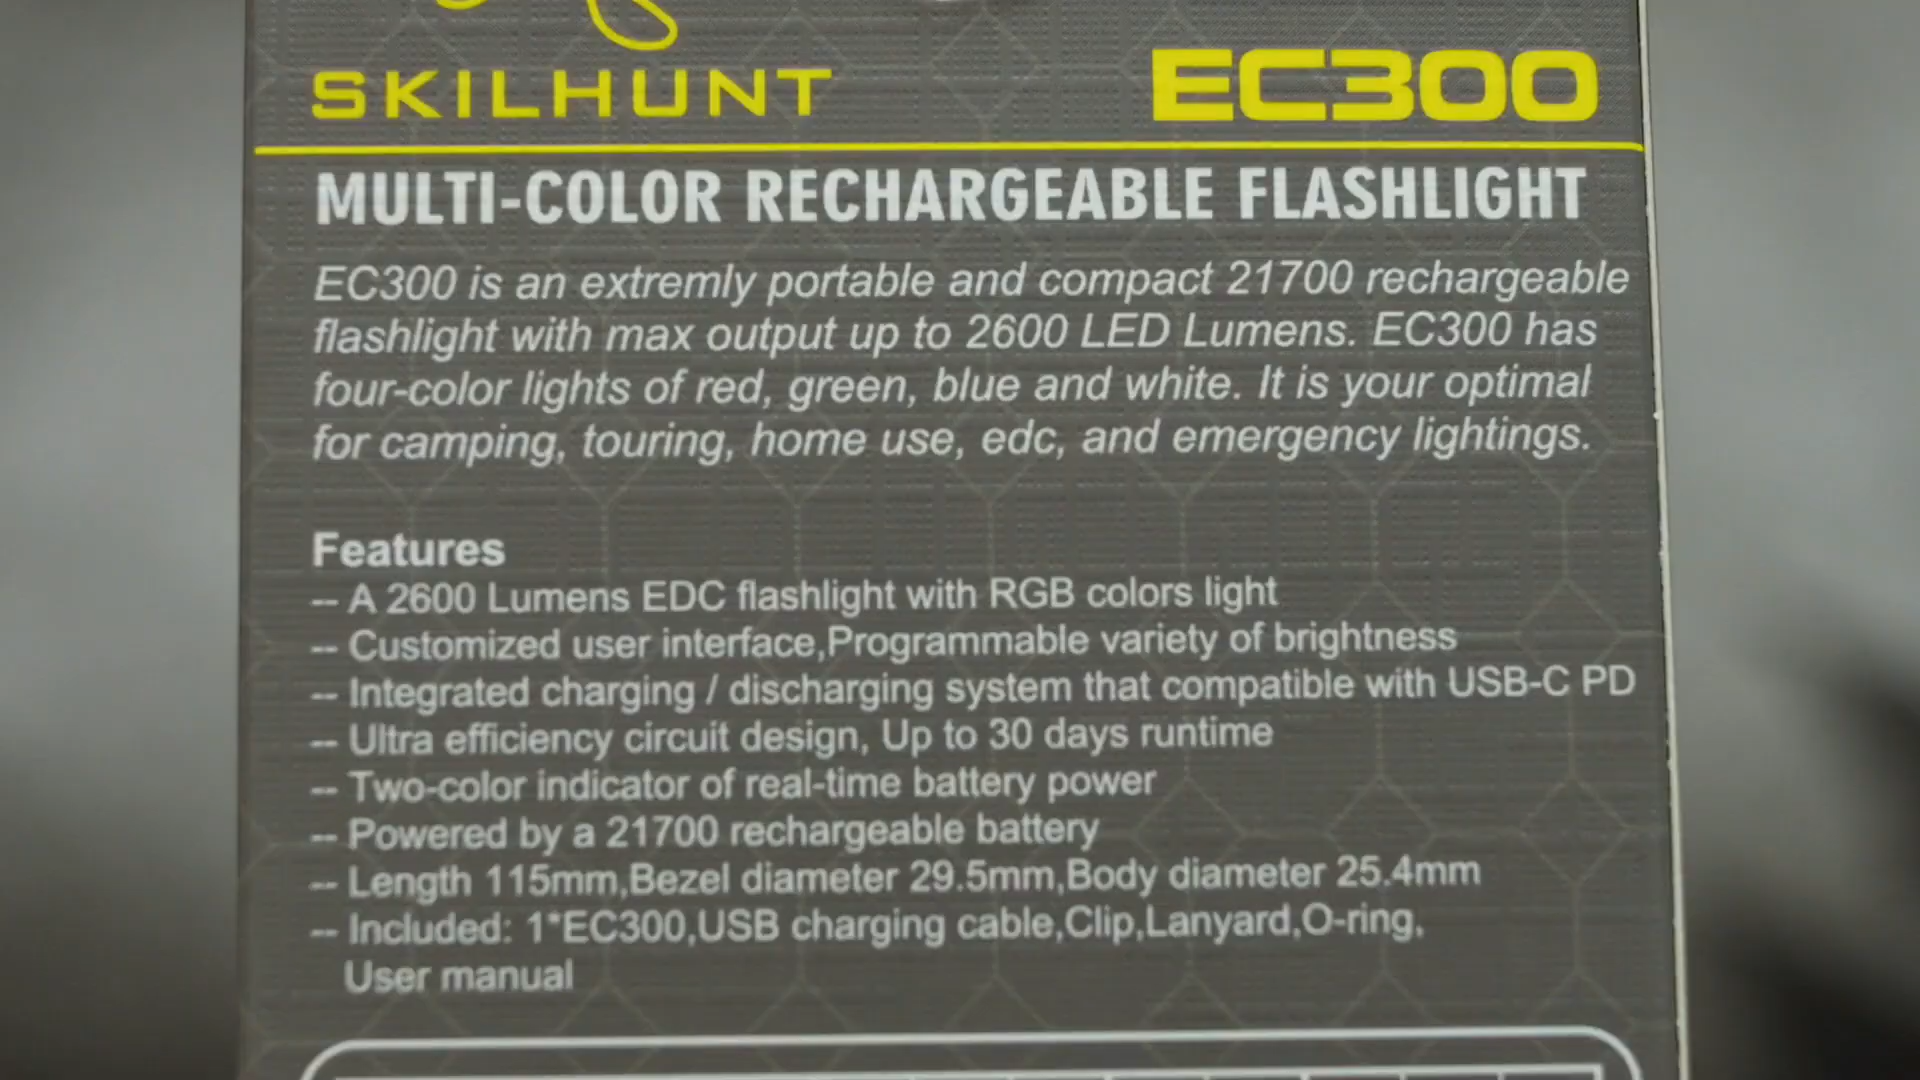 SKILHUNT EC300
MULTI-COLOR RECHARGEABLE FLASHLIGHT
EC300 is an extremly portable and compact 21700 rechargeable
flashlight with max output up to 2600 LED Lumens. EC300 has
four-color lights of red, green, blue and white. It is your optimal
for camping, touring, home use, edc, and emergency lightings.
Features
-- A 2600 Lumens EDC flashlight with RGB colors light
-- Customized user interface,Programmable variety of brightness
-- Integrated charging / discharging system that compatible with USB-C PD
-- Ultra efficiency circuit design, Up to 30 days runtime
-- Two-color indicator of real-time battery power
-- Powered by a 21700 rechargeable battery
-- Length 115mm,Bezel diameter 29.5mm,Body diameter 25.4mm
-- Included: 1*EC300,USB charging cable,Clip,Lanyard,O-ring,
User manual